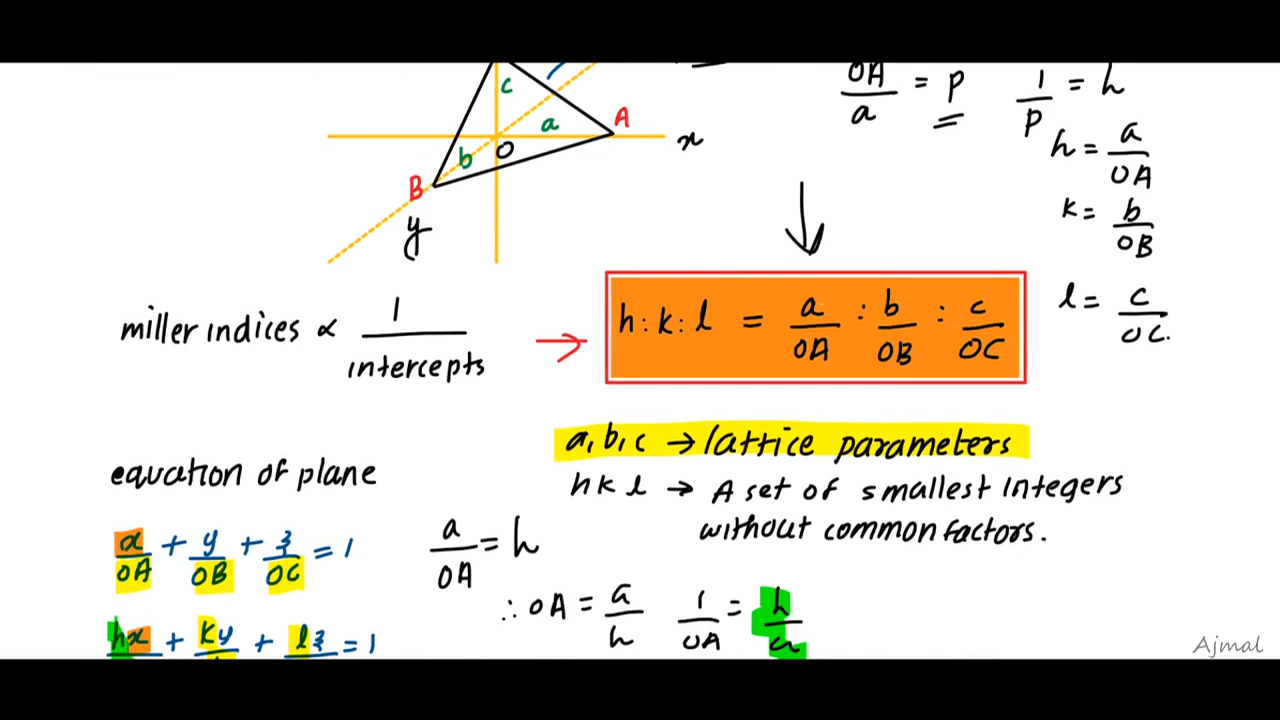 c
a
A
x
O
b
B
y
OA/a = p 1/p = h
h = a/OA
k = b/OB
l = c/OC.
miller indices ∝ 1/intercepts → h : k : l = a/OA : b/OB : c/OC
a, b, c → lattice parameters
h k l → A set of smallest integers
without common factors.
equation of plane
x/OA + y/OB + z/OC = 1
a/OA = h
∴ OA = a/h 1/OA = h/a
hx + ky + lz = 1
Ajmal